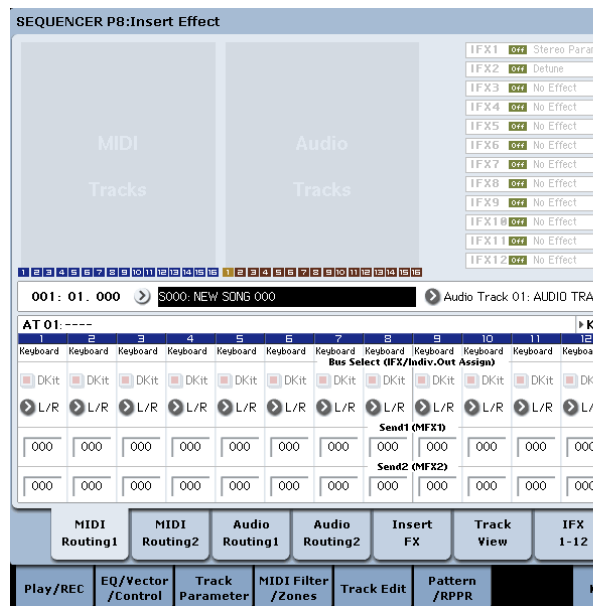 SEQUENCER P8:Insert Effect
IFX1 Off Stereo Para
IFX2 Off Detune
IFX3 Off No Effect
IFX4 Off No Effect
IFX5 Off No Effect
IFX6 Off No Effect
IFX7 Off No Effect
IFX8 Off No Effect
IFX9 Off No Effect
IFX10 Off No Effect
IFX11 Off No Effect
IFX12 Off No Effect
MIDI Tracks
Audio Tracks
1 2 3 4 5 6 7 8 9 10 11 12 13 14 15 16 1 2 3 4 5 6 7 8 9 10 11 12 13 14 15 16
001: 01. 000 S000: NEW SONG 000 Audio Track 01: AUDIO TRA
AT 01:---- K
1 2 3 4 5 6 7 8 9 10 11 12
Keyboard Keyboard Keyboard Keyboard Keyboard Keyboard Keyboard Keyboard Keyboard Keyboard Keyboard Keyboa
Bus Select (IFX/Indiv.Out Assign)
DKit DKit DKit DKit DKit DKit DKit DKit DKit DKit DKit DK
L/R L/R L/R L/R L/R L/R L/R L/R L/R L/R L/R L/
Send1 (MFX1)
000 000 000 000 000 000 000 000 000 000 000 000
Send2 (MFX2)
000 000 000 000 000 000 000 000 000 000 000 000
MIDI Routing1 MIDI Routing2 Audio Routing1 Audio Routing2 Insert FX Track View IFX 1-12
Play/REC EQ/Vector /Control Track Parameter MIDI Filter /Zones Track Edit Pattern /RPPR